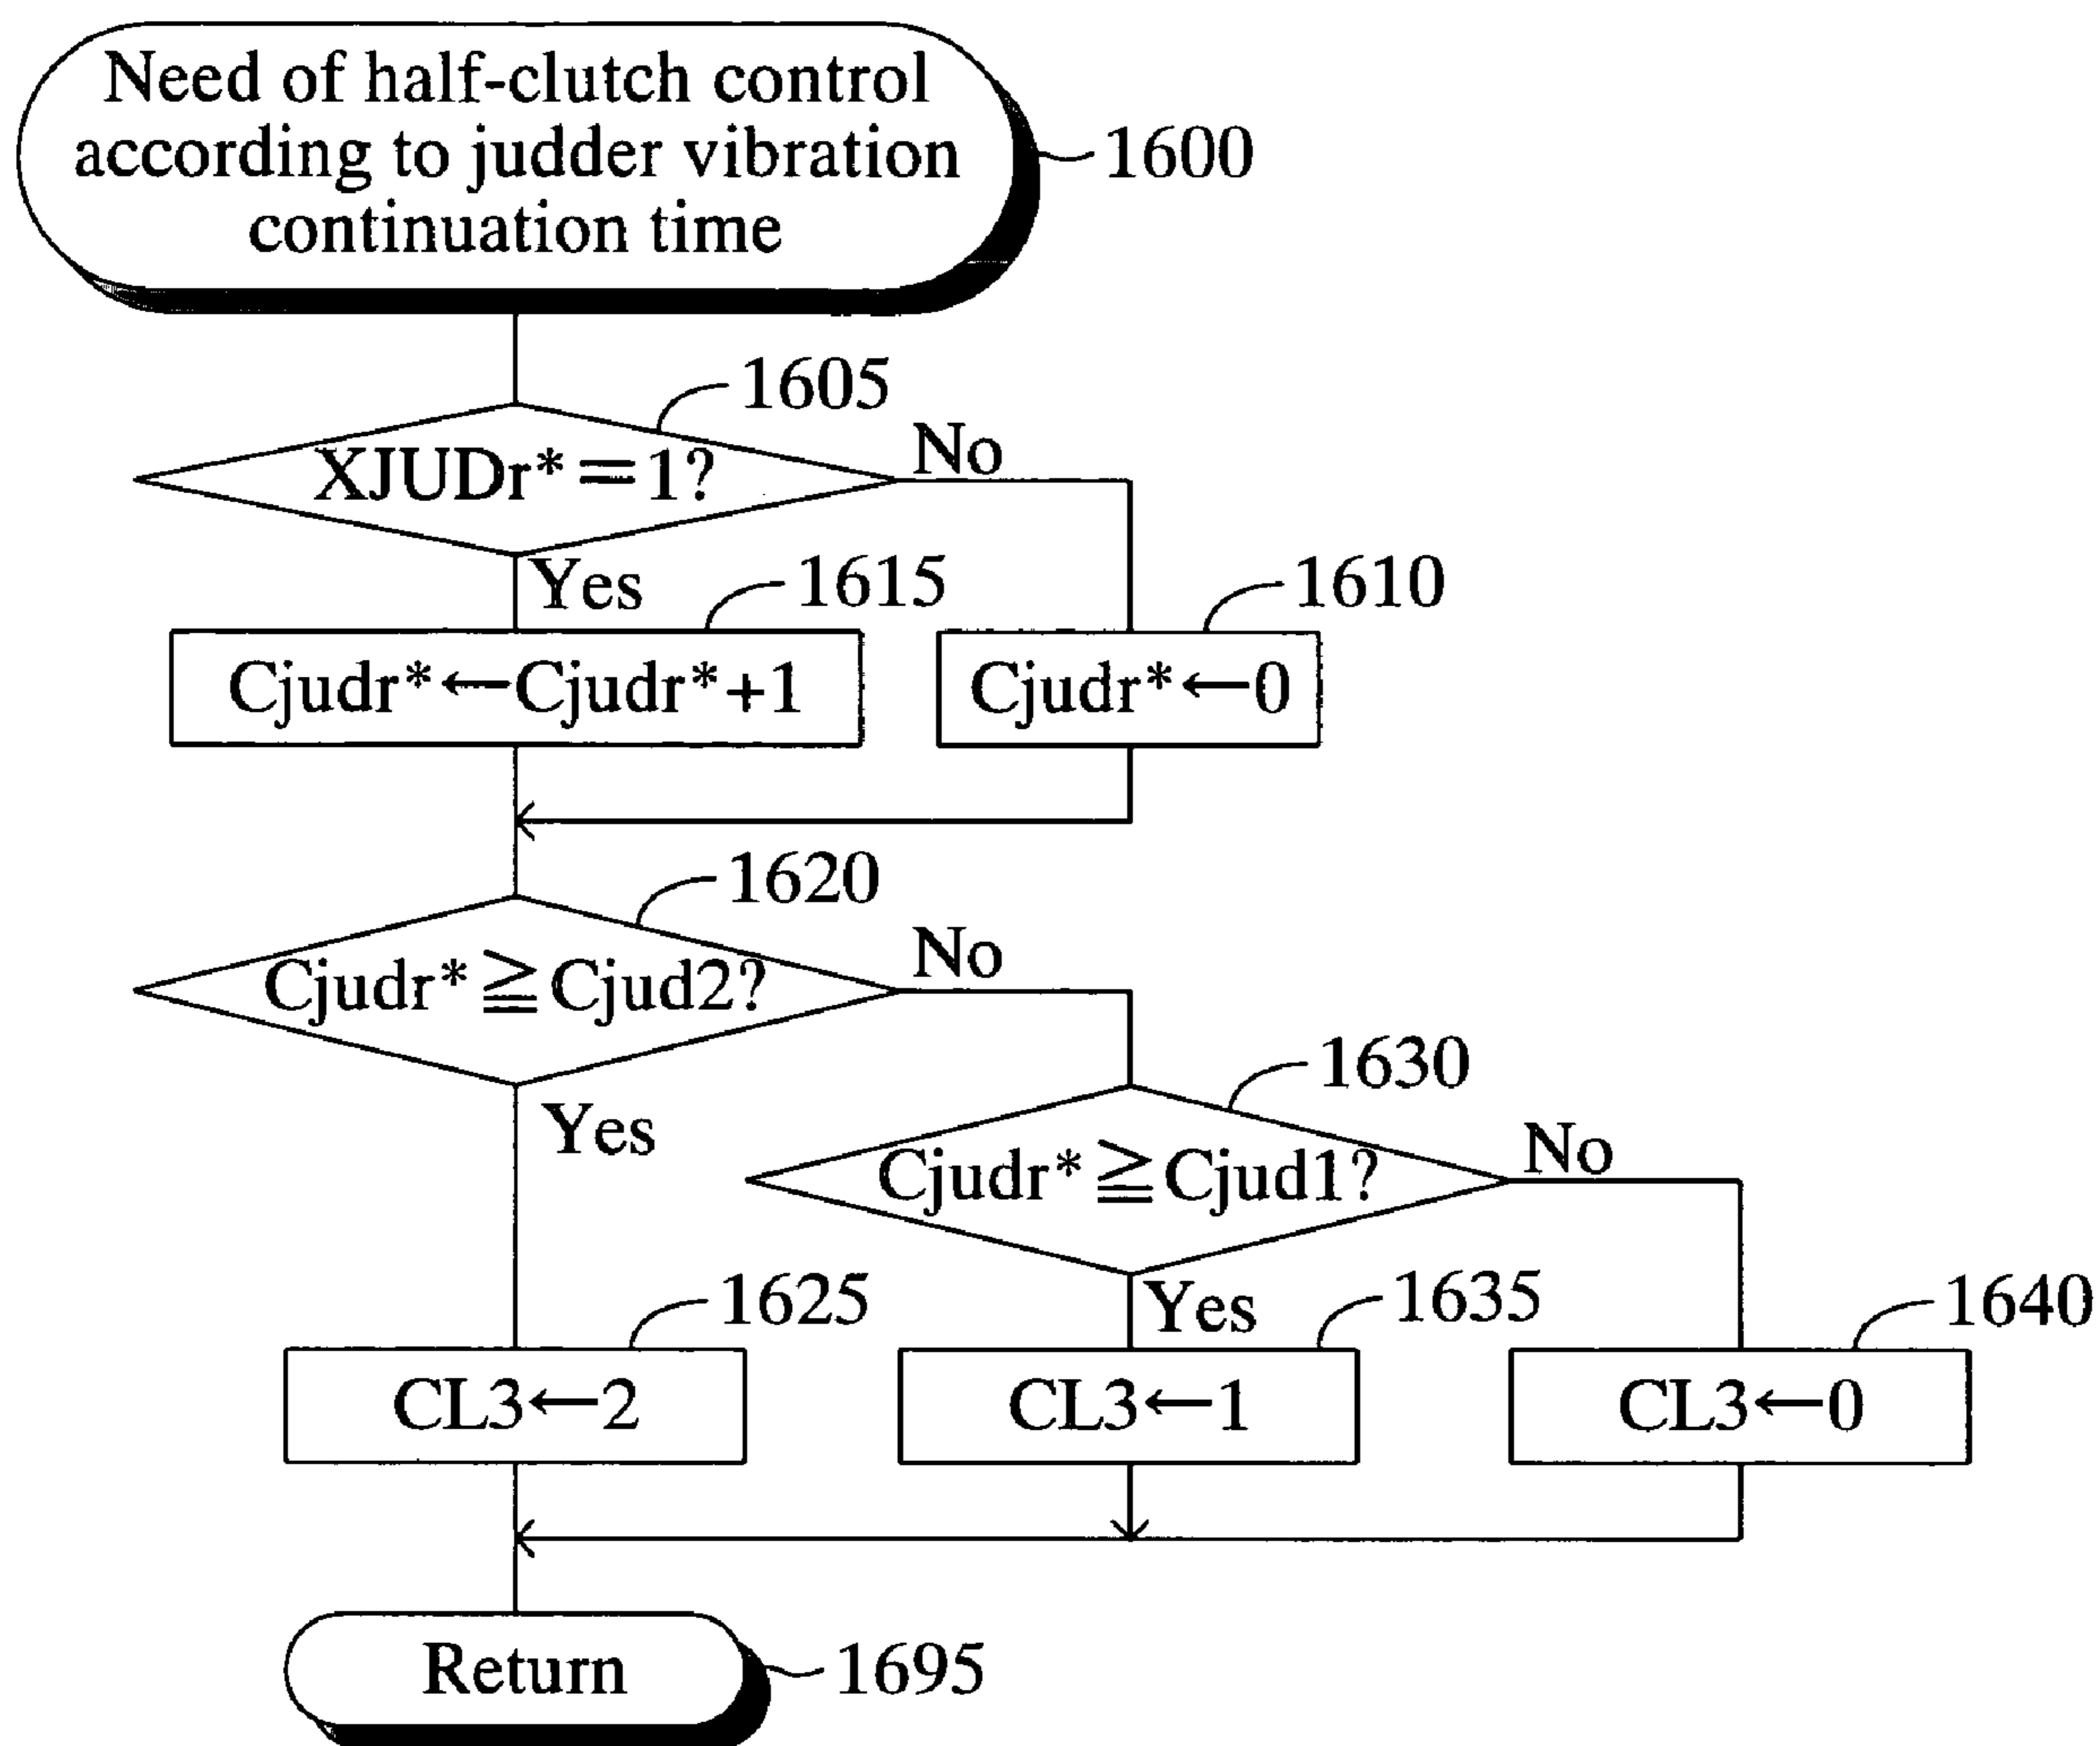 Need of half-clutch control
according to judder vibration
continuation time
1600
1605
XJUDr*=1?
No
Yes
1615
1610
Cjudr*←Cjudr*+1
Cjudr*←0
1620
Cjudr*≧Cjud2?
No
Yes
1630
Cjudr*≧Cjud1?
No
Yes
1625
1635
1640
CL3←2
CL3←1
CL3←0
Return
1695